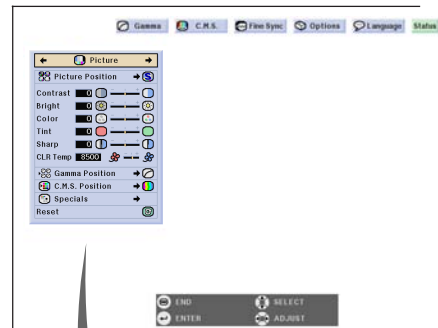 Gamma C.M.S. Fine Sync Options Language Status
Picture
Picture Position S
Contrast 0
Bright 0
Color 0
Tint 0
Sharp 0
CLR Temp 8500
Gamma Position
C.M.S. Position
Specials
Reset
END SELECT
ENTER ADJUST